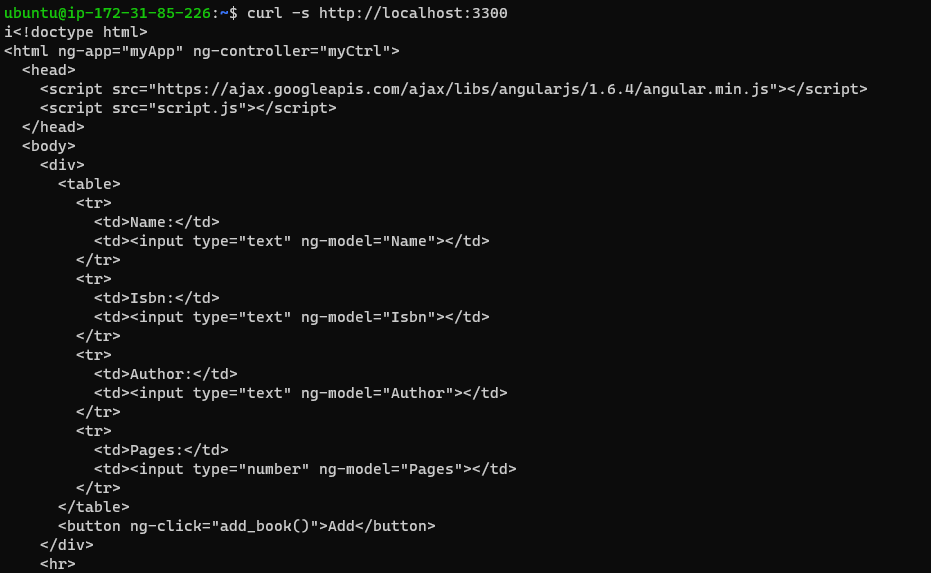 ubuntu@ip-172-31-85-226:~$ curl -s http://localhost:3300
i<!doctype html>
<html ng-app="myApp" ng-controller="myCtrl">
  <head>
    <script src="https://ajax.googleapis.com/ajax/libs/angularjs/1.6.4/angular.min.js"></script>
    <script src="script.js"></script>
  </head>
  <body>
    <div>
      <table>
        <tr>
          <td>Name:</td>
          <td><input type="text" ng-model="Name"></td>
        </tr>
        <tr>
          <td>Isbn:</td>
          <td><input type="text" ng-model="Isbn"></td>
        </tr>
        <tr>
          <td>Author:</td>
          <td><input type="text" ng-model="Author"></td>
        </tr>
        <tr>
          <td>Pages:</td>
          <td><input type="number" ng-model="Pages"></td>
        </tr>
      </table>
      <button ng-click="add_book()">Add</button>
    </div>
    <hr>